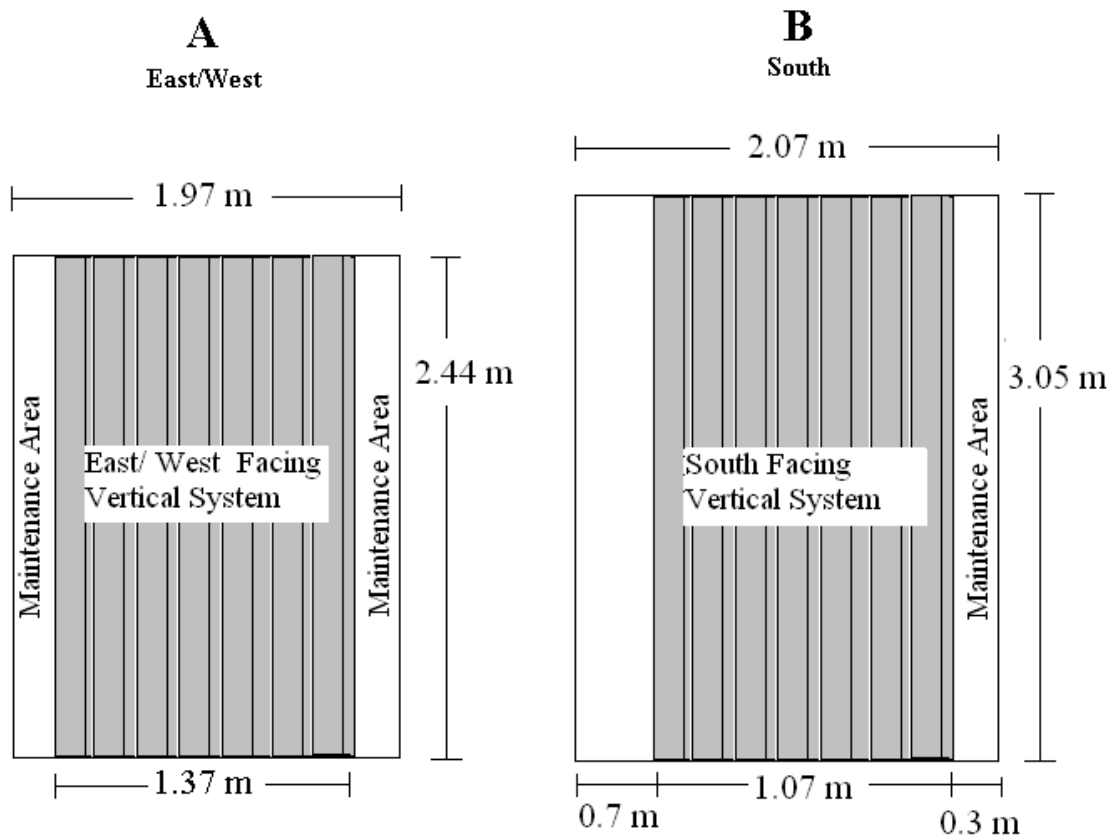 A
East/West
1.97 m
2.44 m
Maintenance Area
East/ West Facing
Vertical System
Maintenance Area
1.37 m
B
South
2.07 m
3.05 m
South Facing
Vertical System
Maintenance Area
0.7 m
1.07 m
0.3 m